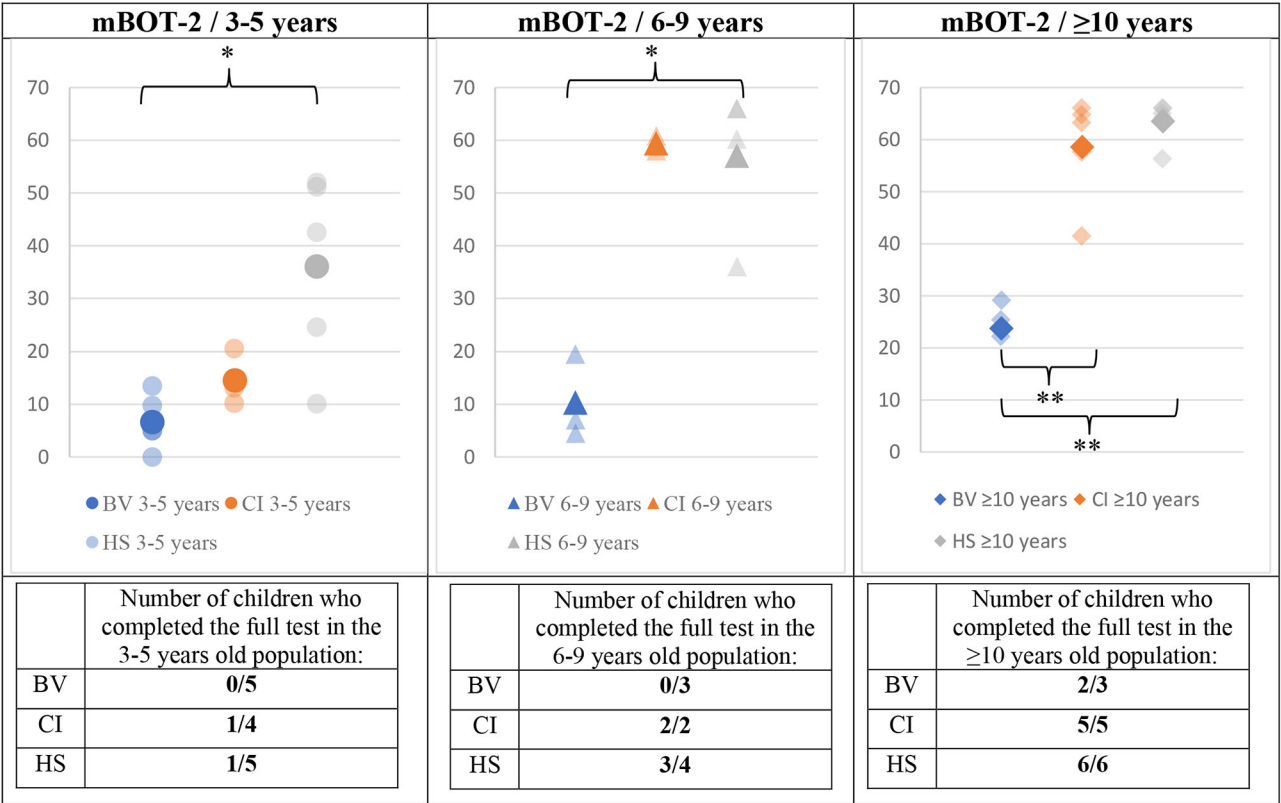 mBOT-2 / 3-5 years
*
70
60
50
40
30
20
10
0
BV 3-5 years CI 3-5 years
HS 3-5 years
mBOT-2 / 6-9 years
*
70
60
50
40
30
20
10
0
BV 6-9 years CI 6-9 years
HS 6-9 years
mBOT-2 / ≥10 years
70
60
50
40
30
20
10
0
**
**
BV ≥10 years CI ≥10 years
HS ≥10 years
Number of children who
completed the full test in the
3-5 years old population:
BV 0/5
CI 1/4
HS 1/5
Number of children who
completed the full test in the
6-9 years old population:
BV 0/3
CI 2/2
HS 3/4
Number of children who
completed the full test in the
≥10 years old population:
BV 2/3
CI 5/5
HS 6/6